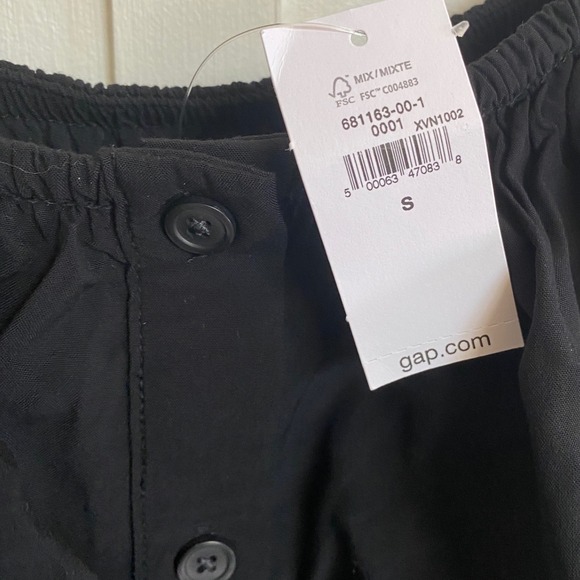 MIX / MIXTE
FSC FSC™ C004883
681163-00-1
0001 XVN1002
5 00063 47083 8
S
gap.com